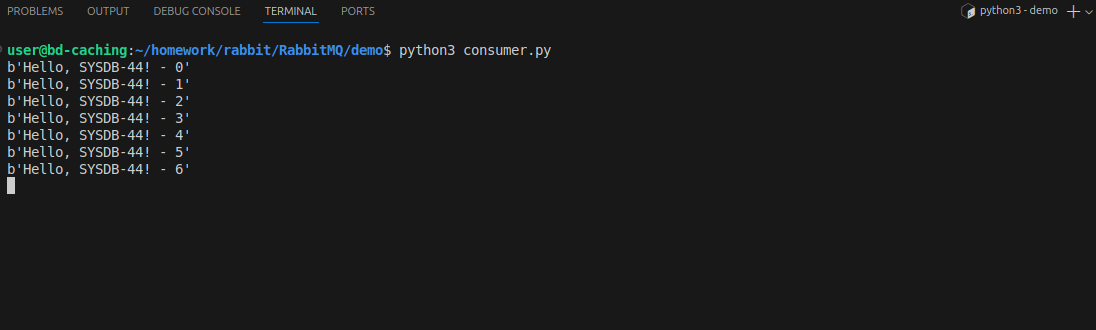 PROBLEMS OUTPUT DEBUG CONSOLE TERMINAL PORTS python3 - demo
user@bd-caching:~/homework/rabbit/RabbitMQ/demo$ python3 consumer.py
b'Hello, SYSDB-44! - 0'
b'Hello, SYSDB-44! - 1'
b'Hello, SYSDB-44! - 2'
b'Hello, SYSDB-44! - 3'
b'Hello, SYSDB-44! - 4'
b'Hello, SYSDB-44! - 5'
b'Hello, SYSDB-44! - 6'